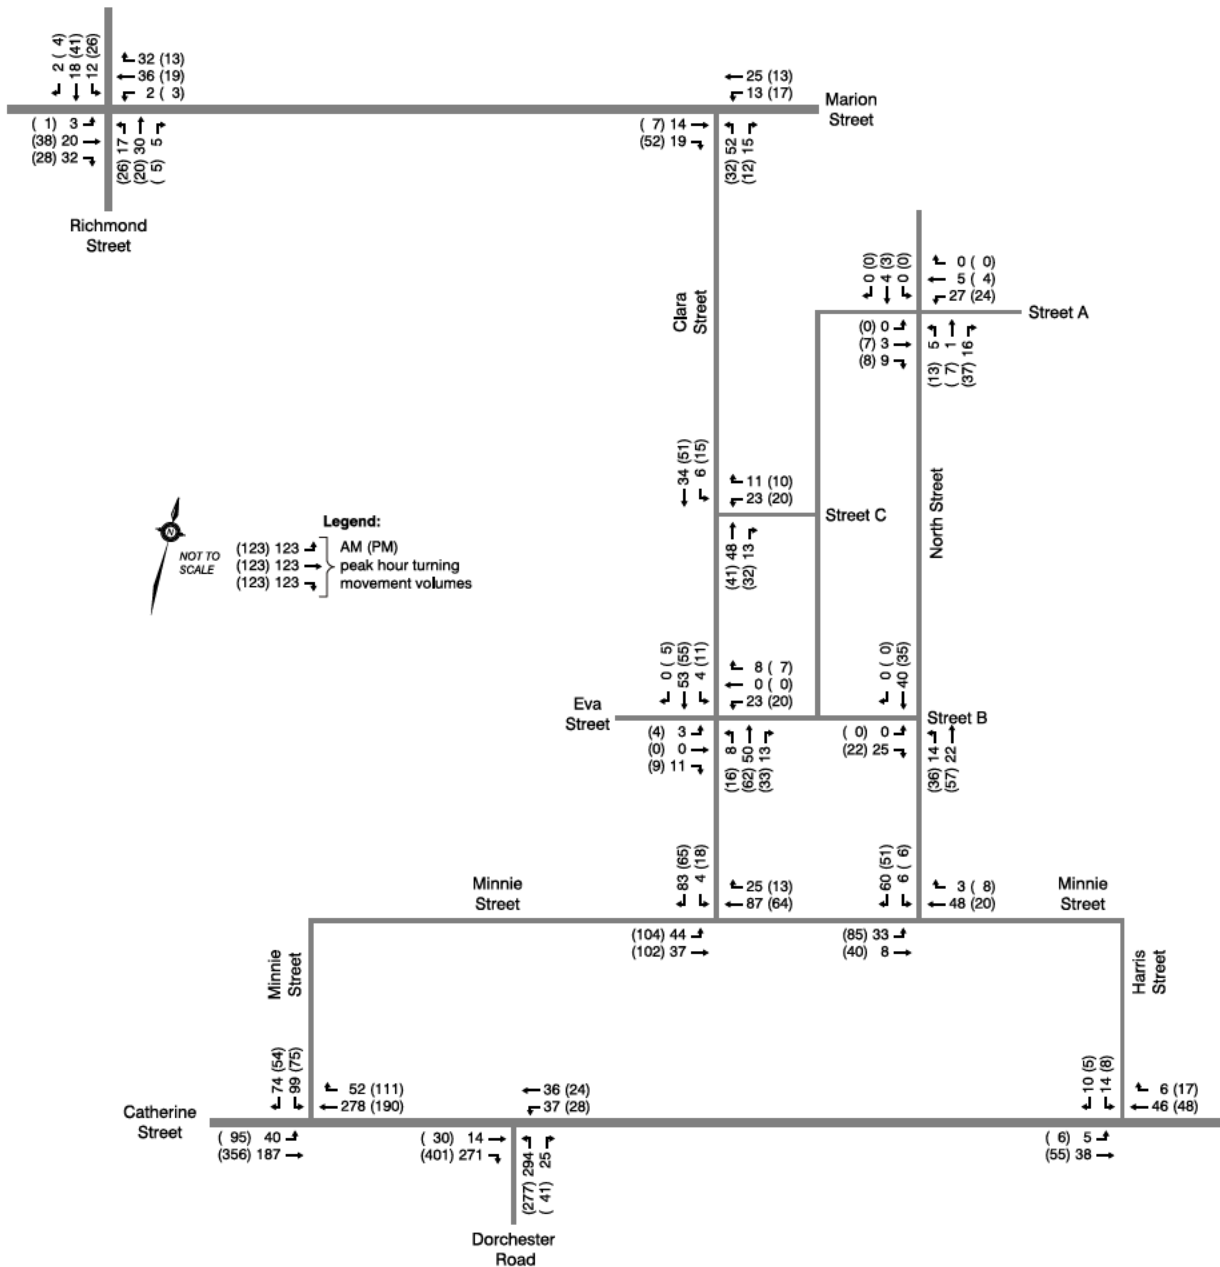 2 ( 4)
18 (41)
12 (26)
32 (13)
36 (19)
2 ( 3)
( 1) 3
(38) 20
(28) 32
(26) 17
(20) 30
( 5) 5
Richmond
Street
25 (13)
13 (17)
Marion
Street
( 7) 14
(52) 19
(32) 52
(12) 15
Clara
Street
0 (0)
4 (3)
0 (0)
0 ( 0)
5 ( 4)
27 (24)
Street A
(0) 0
(7) 3
(8) 9
(13) 5
( 7) 1
(37) 16
North Street
34 (51)
6 (15)
11 (10)
23 (20)
Street C
(41) 48
(32) 13
N
NOT TO
SCALE
Legend:
(123) 123 AM (PM)
(123) 123 peak hour turning
(123) 123 movement volumes
0 ( 5)
53 (55)
4 (11)
8 ( 7)
0 ( 0)
23 (20)
Eva
Street
(4) 3
(0) 0
(9) 11
(16) 8
(62) 50
(33) 13
0 ( 0)
40 (35)
Street B
( 0) 0
(22) 25
(36) 14
(57) 22
83 (65)
4 (18)
25 (13)
87 (64)
Minnie
Street
(104) 44
(102) 37
60 (51)
6 ( 6)
3 ( 8)
48 (20)
Minnie
Street
(85) 33
(40) 8
Minnie
Street
Harris
Street
74 (54)
99 (75)
52 (111)
278 (190)
Catherine
Street
( 95) 40
(356) 187
36 (24)
37 (28)
( 30) 14
(401) 271
(277) 294
( 41) 25
Dorchester
Road
10 (5)
14 (8)
6 (17)
46 (48)
( 6) 5
(55) 38